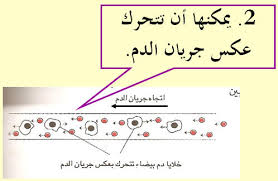 2. يمكنها أن تتحرك
عكس جريان الدم.
اتجاه جريان الدم
خلايا دم بيضاء تتحرك بعكس جريان الدم